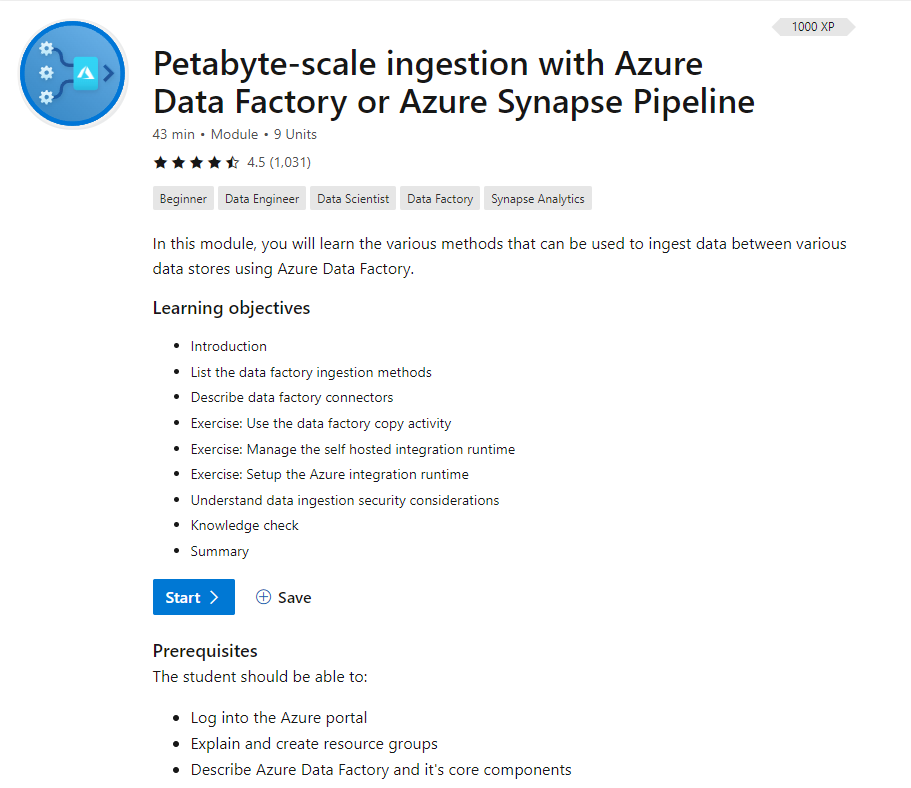 1000 XP
Petabyte-scale ingestion with Azure
Data Factory or Azure Synapse Pipeline
43 min • Module • 9 Units
4.5 (1,031)
Beginner Data Engineer Data Scientist Data Factory Synapse Analytics
In this module, you will learn the various methods that can be used to ingest data between various
data stores using Azure Data Factory.
Learning objectives
• Introduction
• List the data factory ingestion methods
• Describe data factory connectors
• Exercise: Use the data factory copy activity
• Exercise: Manage the self hosted integration runtime
• Exercise: Setup the Azure integration runtime
• Understand data ingestion security considerations
• Knowledge check
• Summary
Start Save
Prerequisites
The student should be able to:
• Log into the Azure portal
• Explain and create resource groups
• Describe Azure Data Factory and it's core components